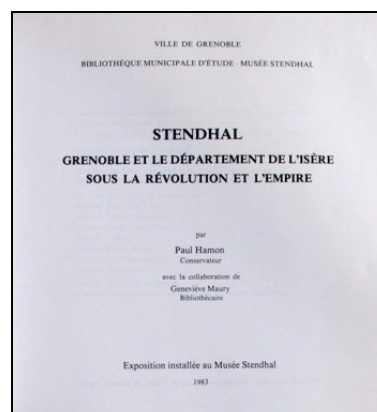 VILLE DE GRENOBLE
BIBLIOTHÈQUE MUNICIPALE D'ÉTUDE - MUSÉE STENDHAL
STENDHAL
GRENOBLE ET LE DÉPARTEMENT DE L'ISÈRE
SOUS LA RÉVOLUTION ET L'EMPIRE
par
Paul Hamon
Conservateur
avec la collaboration de
Geneviève Maury
Bibliothécaire
Exposition installée au Musée Stendhal
1983